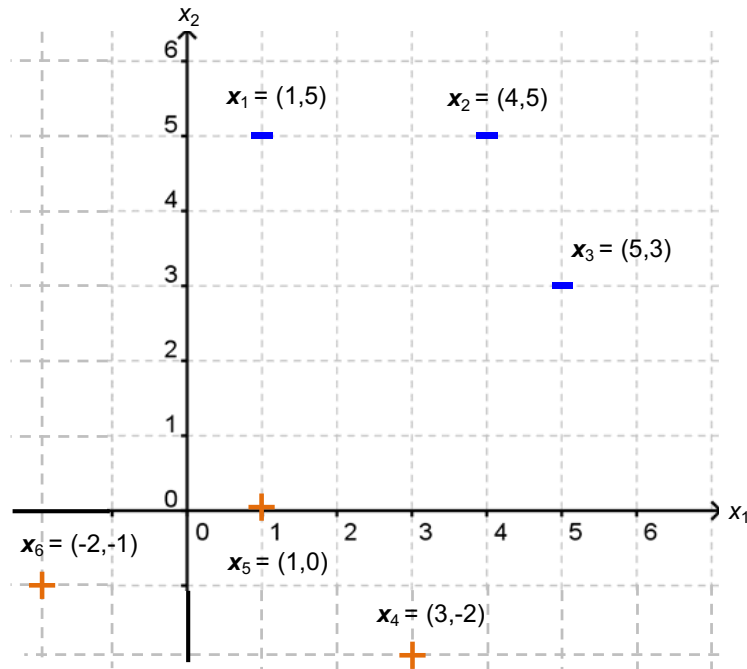 x₂
6
x₁ = (1,5)
x₂ = (4,5)
5
4
x₃ = (5,3)
3
2
1
0
x₁
0 1 2 3 4 5 6
x₆ = (-2,-1)
x₅ = (1,0)
x₄ = (3,-2)